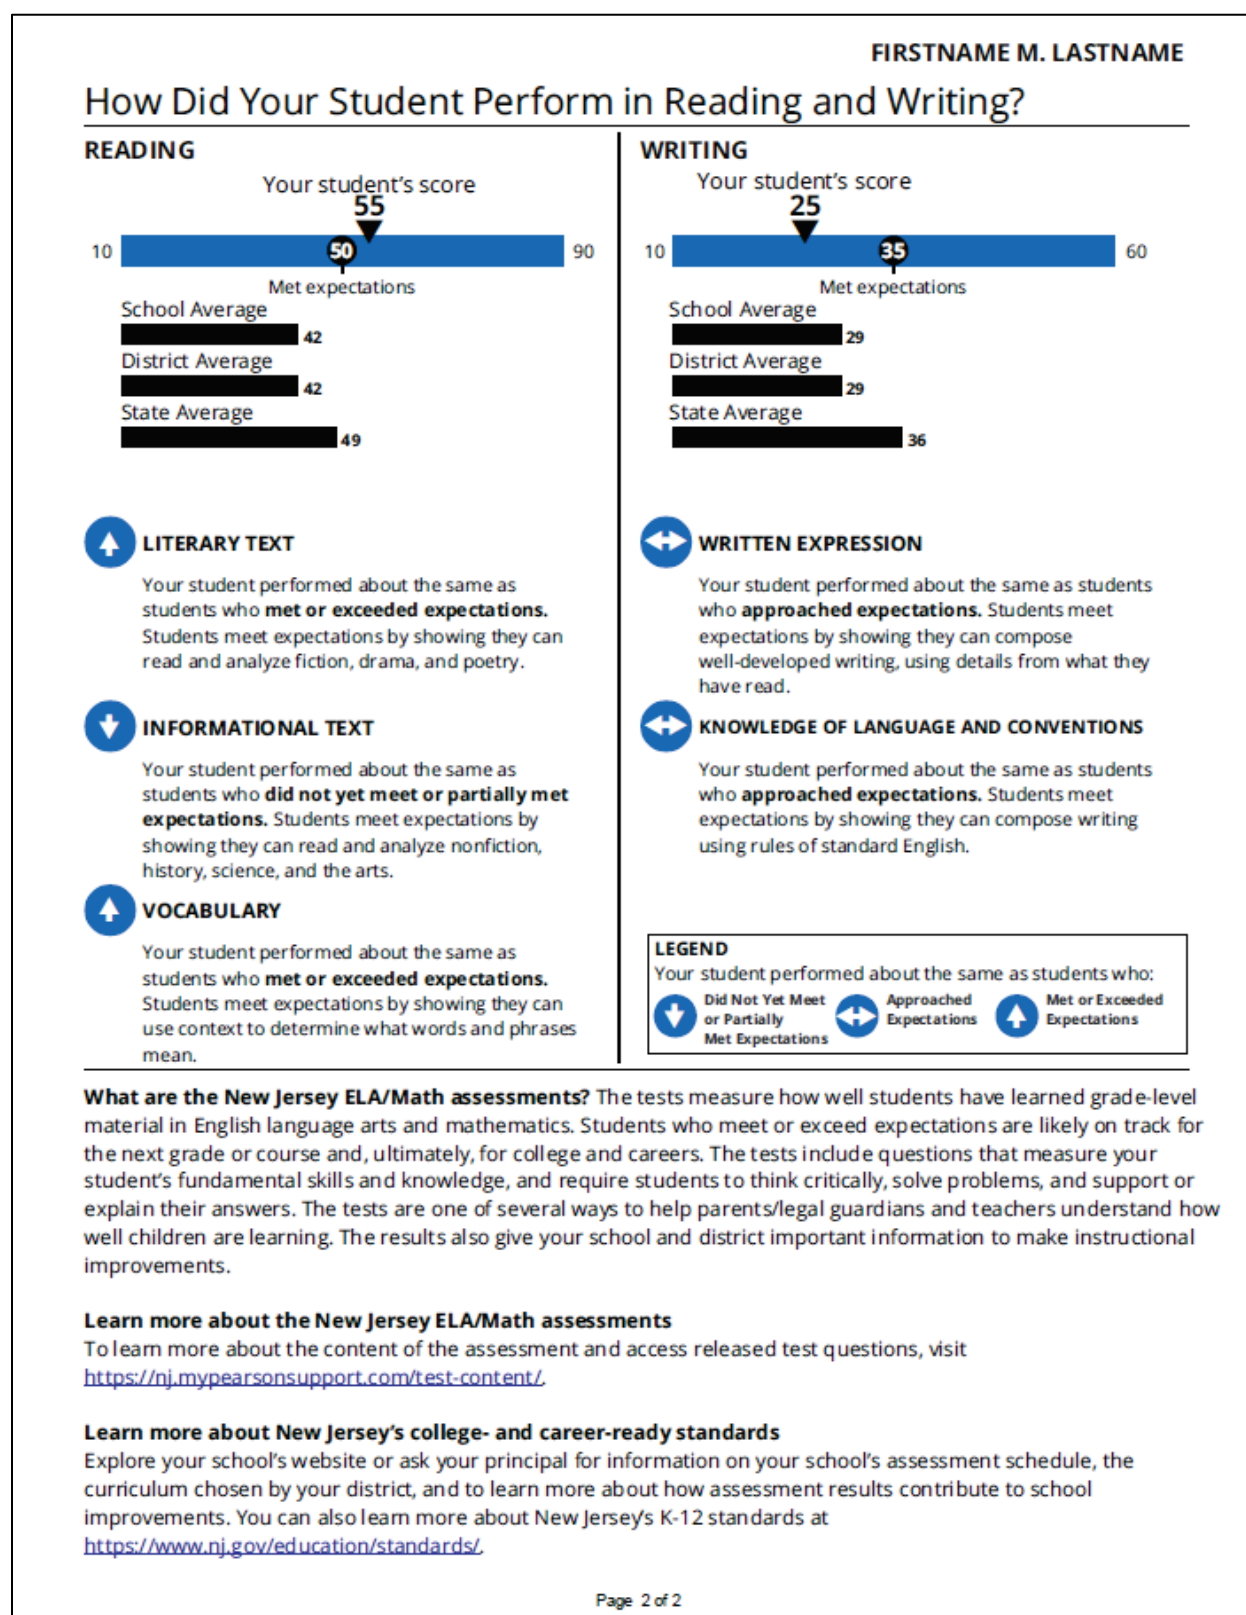 FIRSTNAME M. LASTNAME
How Did Your Student Perform in Reading and Writing?
READING
Your student's score
55
10
50
90
Met expectations
School Average
42
District Average
42
State Average
49
LITERARY TEXT
Your student performed about the same as
students who met or exceeded expectations.
Students meet expectations by showing they can
read and analyze fiction, drama, and poetry.
INFORMATIONAL TEXT
Your student performed about the same as
students who did not yet meet or partially met
expectations. Students meet expectations by
showing they can read and analyze nonfiction,
history, science, and the arts.
VOCABULARY
Your student performed about the same as
students who met or exceeded expectations.
Students meet expectations by showing they can
use context to determine what words and phrases
mean.
WRITING
Your student's score
25
10
35
60
Met expectations
School Average
29
District Average
29
State Average
36
WRITTEN EXPRESSION
Your student performed about the same as students
who approached expectations. Students meet
expectations by showing they can compose
well-developed writing, using details from what they
have read.
KNOWLEDGE OF LANGUAGE AND CONVENTIONS
Your student performed about the same as students
who approached expectations. Students meet
expectations by showing they can compose writing
using rules of standard English.
LEGEND
Your student performed about the same as students who:
Did Not Yet Meet
or Partially
Met Expectations
Approached
Expectations
Met or Exceeded
Expectations
What are the New Jersey ELA/Math assessments? The tests measure how well students have learned grade-level
material in English language arts and mathematics. Students who meet or exceed expectations are likely on track for
the next grade or course and, ultimately, for college and careers. The tests include questions that measure your
student's fundamental skills and knowledge, and require students to think critically, solve problems, and support or
explain their answers. The tests are one of several ways to help parents/legal guardians and teachers understand how
well children are learning. The results also give your school and district important information to make instructional
improvements.
Learn more about the New Jersey ELA/Math assessments
To learn more about the content of the assessment and access released test questions, visit
https://nj.mypearsonsupport.com/test-content/.
Learn more about New Jersey's college- and career-ready standards
Explore your school's website or ask your principal for information on your school's assessment schedule, the
curriculum chosen by your district, and to learn more about how assessment results contribute to school
improvements. You can also learn more about New Jersey's K-12 standards at
https://www.nj.gov/education/standards/.
Page 2 of 2